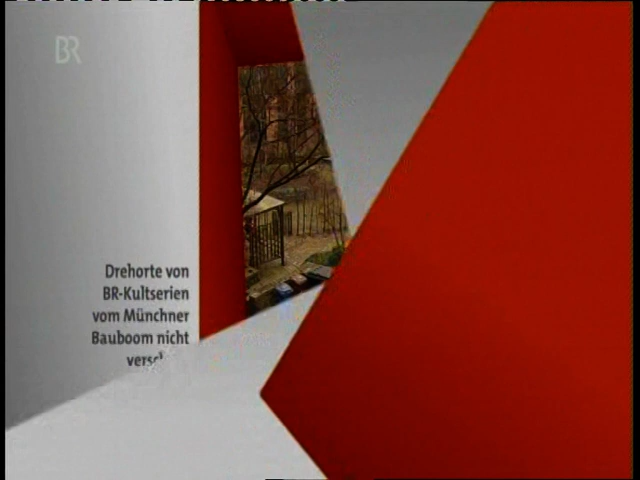 BR
Drehorte von
BR-Kultserien
vom Münchner
Bauboom nicht